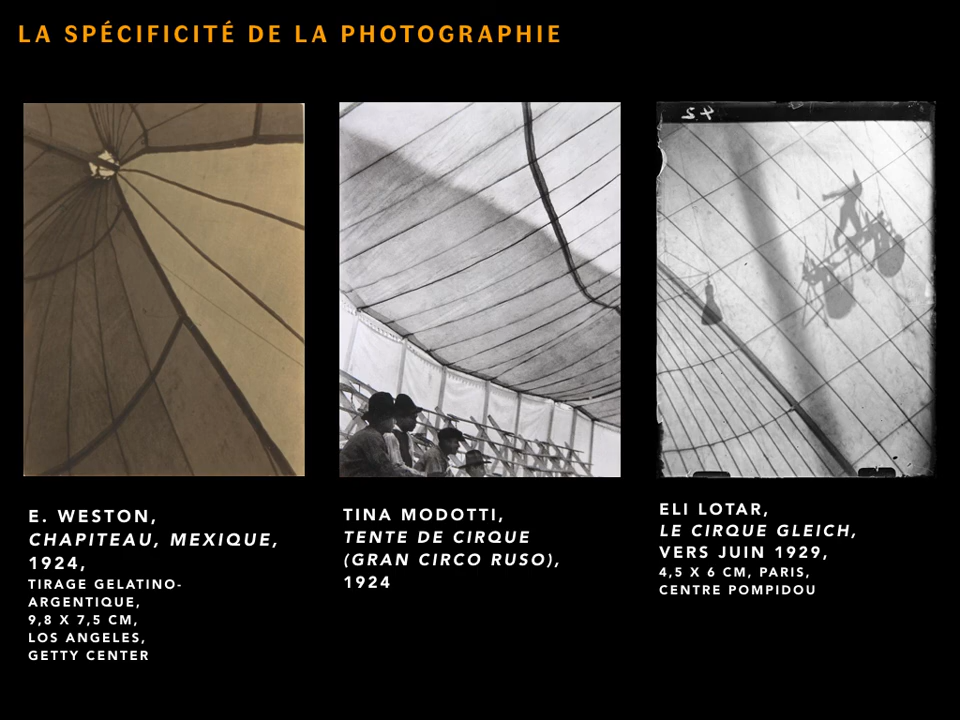 LA SPÉCIFICITÉ DE LA PHOTOGRAPHIE
E. WESTON,
CHAPITEAU, MEXIQUE,
1924,
TIRAGE GELATINO-
ARGENTIQUE,
9,8 X 7,5 CM,
LOS ANGELES,
GETTY CENTER
TINA MODOTTI,
TENTE DE CIRQUE
(GRAN CIRCO RUSO),
1924
42
ELI LOTAR,
LE CIRQUE GLEICH,
VERS JUIN 1929,
4,5 X 6 CM, PARIS,
CENTRE POMPIDOU